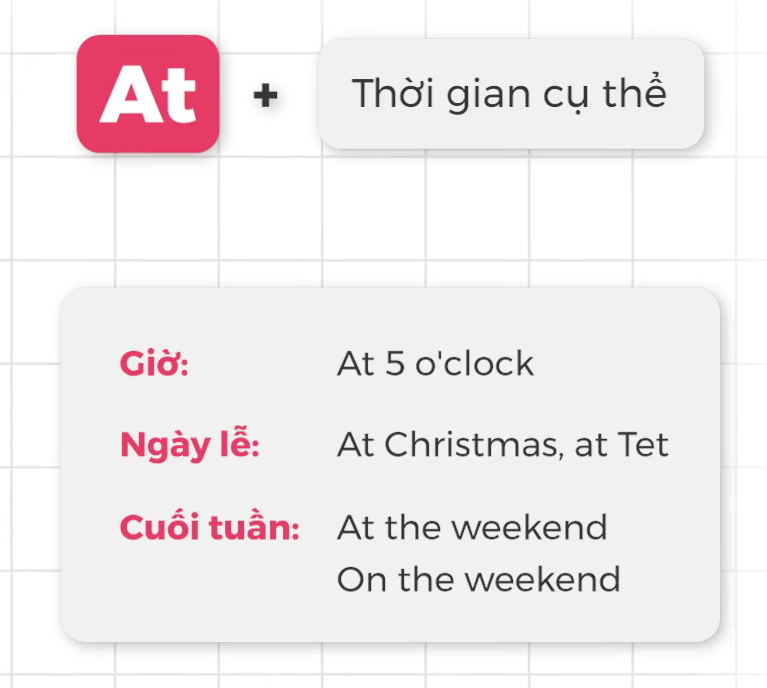 At + Thời gian cụ thể
Giờ: At 5 o'clock
Ngày lễ: At Christmas, at Tet
Cuối tuần: At the weekend
On the weekend